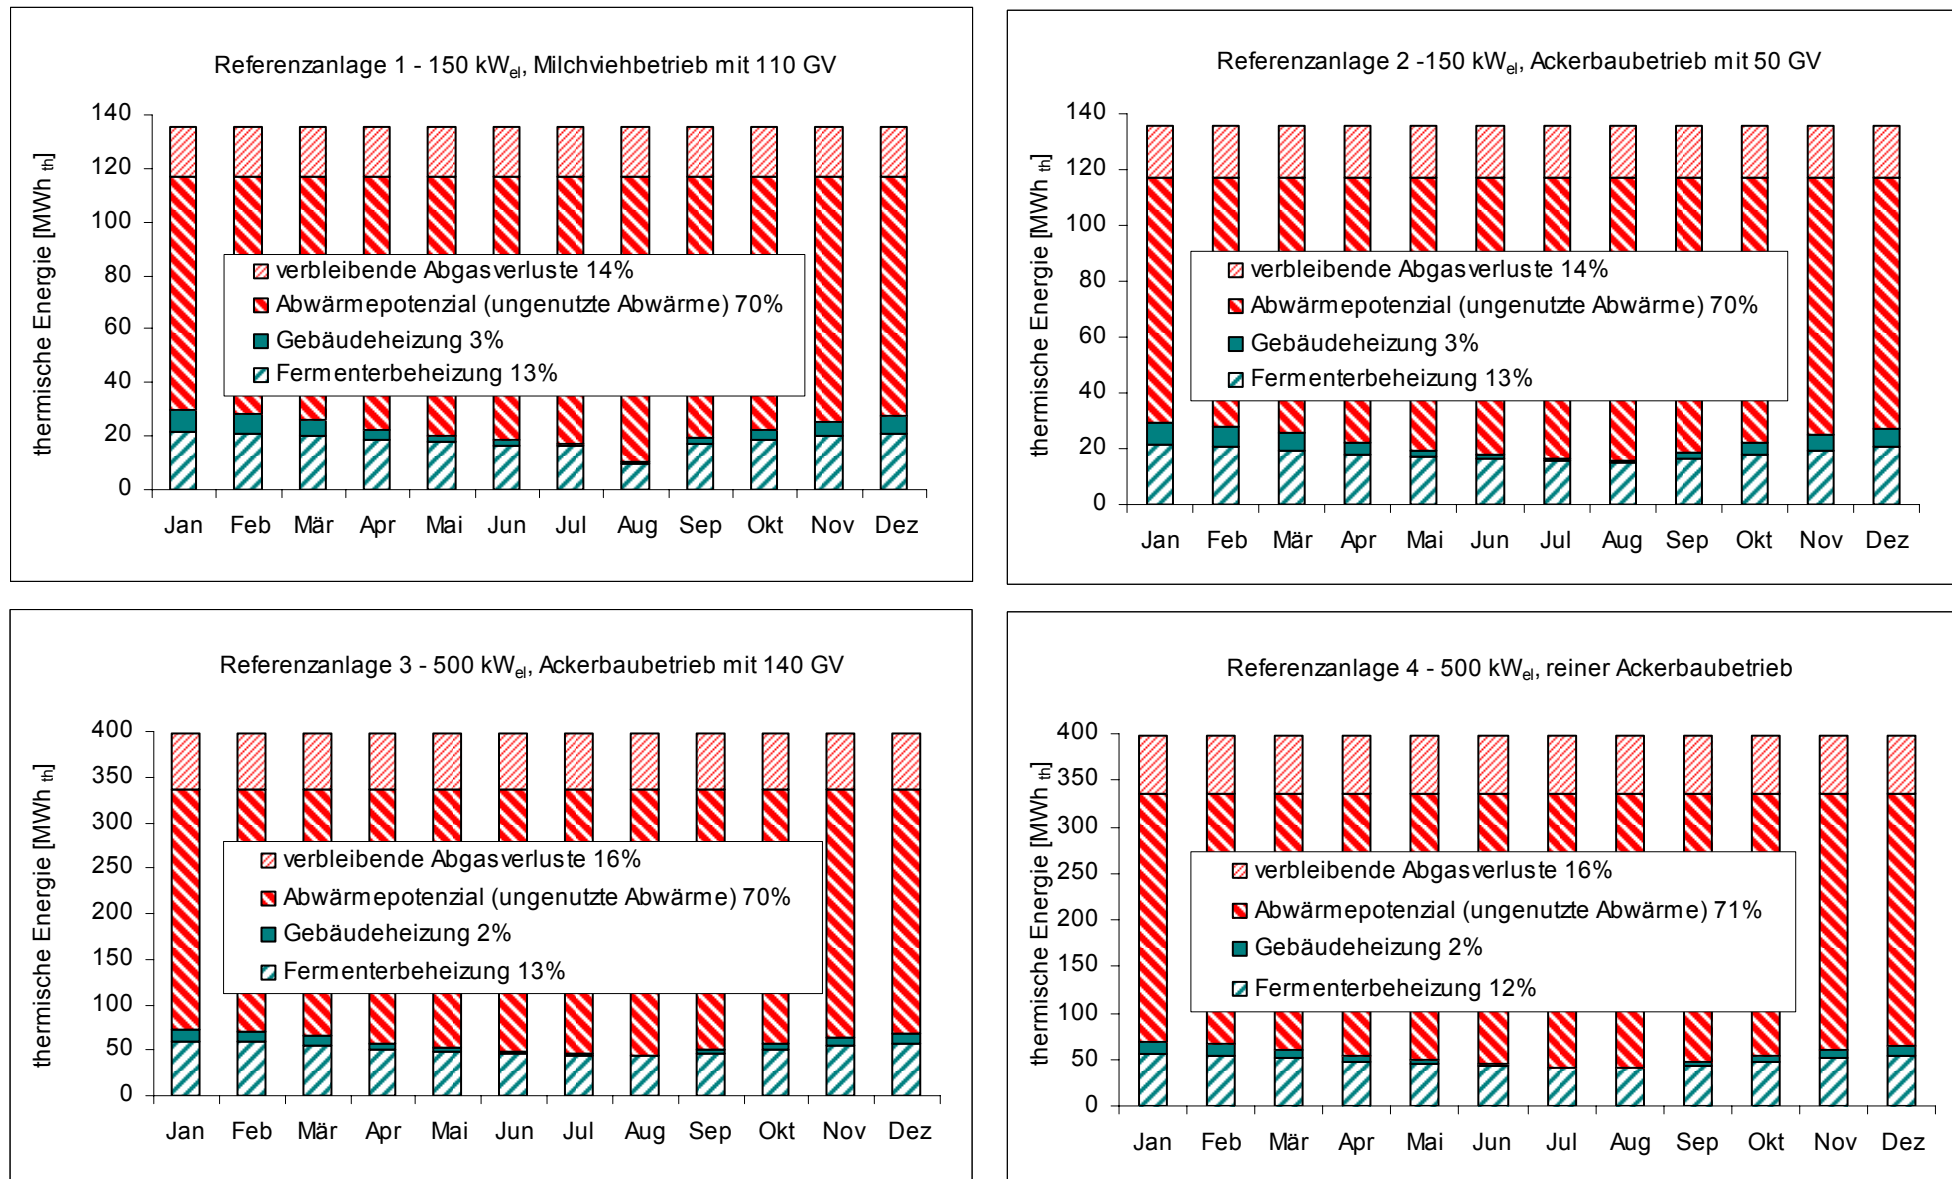 Referenzanlage 1 - 150 kWel, Milchviehbetrieb mit 110 GV
thermische Energie [MWh th]
140
120
100
80
60
40
20
0
verbleibende Abgasverluste 14%
Abwärmepotenzial (ungenutzte Abwärme) 70%
Gebäudeheizung 3%
Fermenterbeheizung 13%
Jan Feb Mär Apr Mai Jun Jul Aug Sep Okt Nov Dez
Referenzanlage 2 -150 kWel, Ackerbaubetrieb mit 50 GV
thermische Energie [MWh th]
140
120
100
80
60
40
20
0
verbleibende Abgasverluste 14%
Abwärmepotenzial (ungenutzte Abwärme) 70%
Gebäudeheizung 3%
Fermenterbeheizung 13%
Jan Feb Mär Apr Mai Jun Jul Aug Sep Okt Nov Dez
Referenzanlage 3 - 500 kWel, Ackerbaubetrieb mit 140 GV
thermische Energie [MWh th]
400
350
300
250
200
150
100
50
0
verbleibende Abgasverluste 16%
Abwärmepotenzial (ungenutzte Abwärme) 70%
Gebäudeheizung 2%
Fermenterbeheizung 13%
Jan Feb Mär Apr Mai Jun Jul Aug Sep Okt Nov Dez
Referenzanlage 4 - 500 kWel, reiner Ackerbaubetrieb
thermische Energie [MWh th]
400
350
300
250
200
150
100
50
0
verbleibende Abgasverluste 16%
Abwärmepotenzial (ungenutzte Abwärme) 71%
Gebäudeheizung 2%
Fermenterbeheizung 12%
Jan Feb Mär Apr Mai Jun Jul Aug Sep Okt Nov Dez